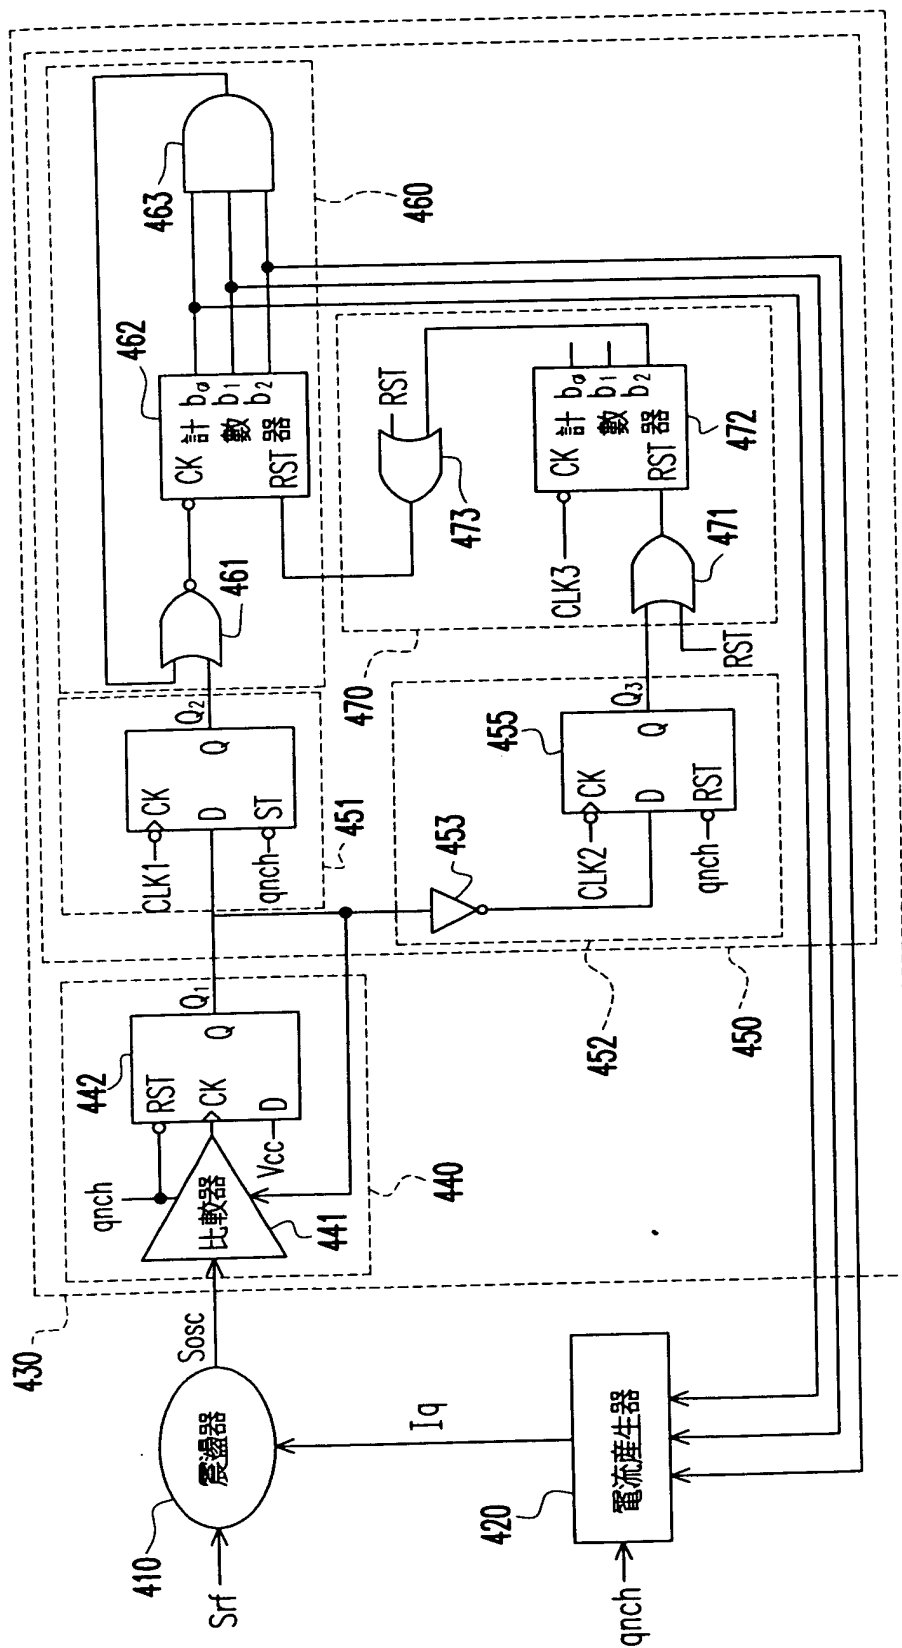 430
440
442
qnch
RST
CK
D
Q
Q1
Vcc
比較器
441
Sosc
震盪器
410
Srf
Iq
電流產生器
420
qnch
451
CLK1
CK
D
Q
qnch
ST
Q2
461
460
462
CK
計
數
器
RST
b0
b1
b2
463
450
452
453
455
CLK2
CK
D
Q
qnch
RST
Q3
470
471
RST
472
CLK3
CK
計
數
器
RST
b0
b1
b2
473
RST